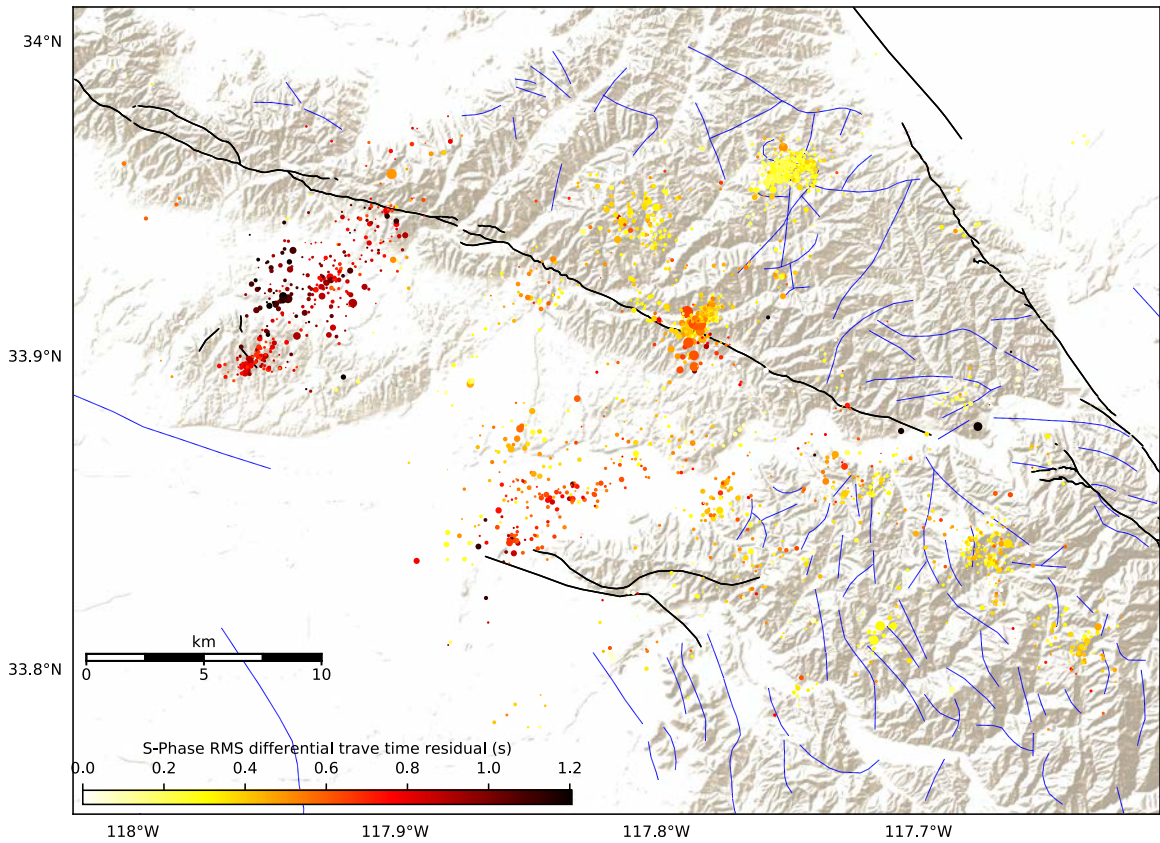 34°N
33.9°N
33.8°N
km
0 5 10
S-Phase RMS differential trave time residual (s)
0.0 0.2 0.4 0.6 0.8 1.0 1.2
118°W 117.9°W 117.8°W 117.7°W